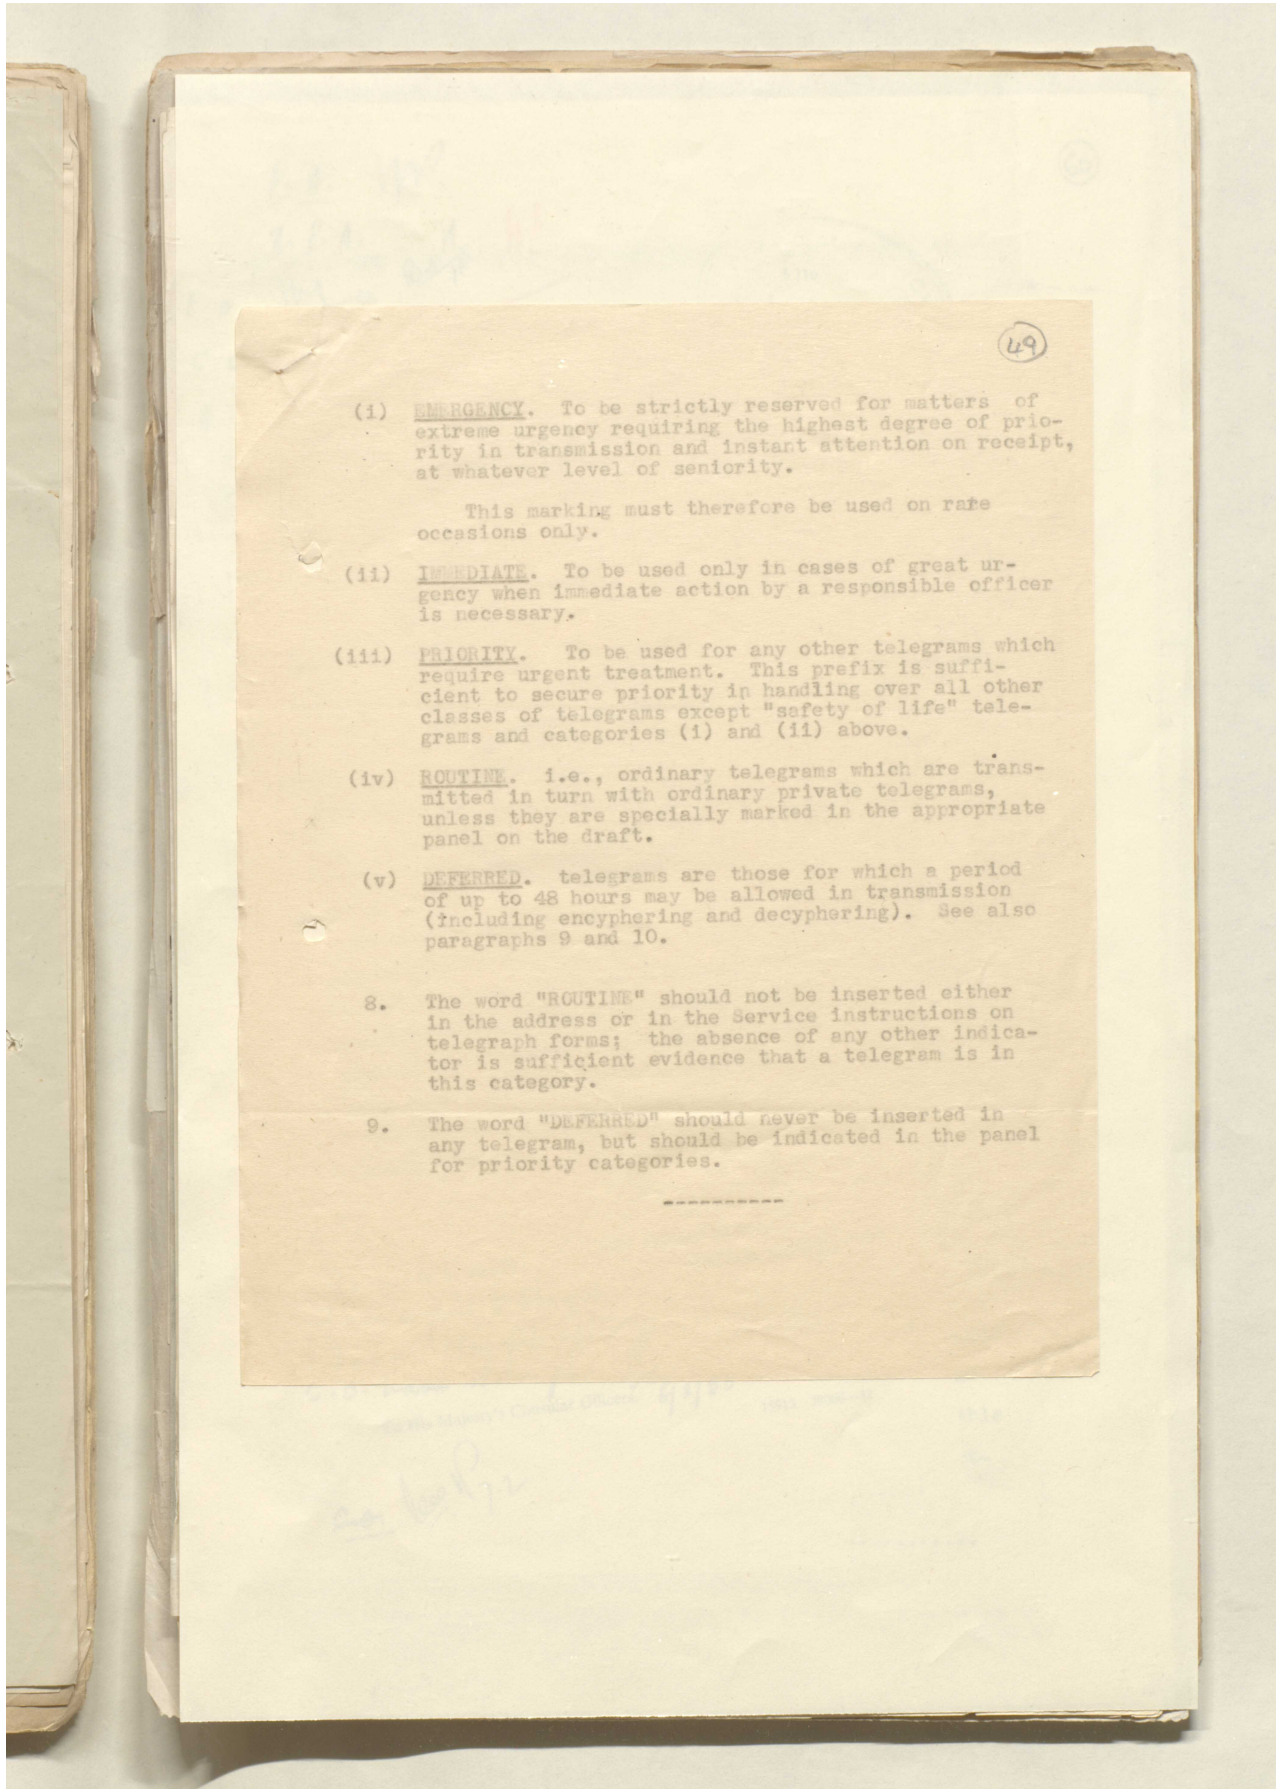 49
(i) EMERGENCY. To be strictly reserved for matters of
extreme urgency requiring the highest degree of prio-
rity in transmission and instant attention on receipt,
at whatever level of seniority.
This marking must therefore be used on rare
occasions only.
(ii) IMMEDIATE. To be used only in cases of great ur-
gency when immediate action by a responsible officer
is necessary.
(iii) PRIORITY. To be used for any other telegrams which
require urgent treatment. This prefix is suffi-
cient to secure priority in handling over all other
classes of telegrams except "safety of life" tele-
grams and categories (i) and (ii) above.
(iv) ROUTINE. i.e., ordinary telegrams which are trans-
mitted in turn with ordinary private telegrams,
unless they are specially marked in the appropriate
panel on the draft.
(v) DEFERRED. telegrams are those for which a period
of up to 48 hours may be allowed in transmission
(including encyphering and decyphering). See also
paragraphs 9 and 10.
8. The word "ROUTINE" should not be inserted either
in the address or in the Service instructions on
telegraph forms; the absence of any other indica-
tor is sufficient evidence that a telegram is in
this category.
9. The word "DEFERRED" should never be inserted in
any telegram, but should be indicated in the panel
for priority categories.
----------